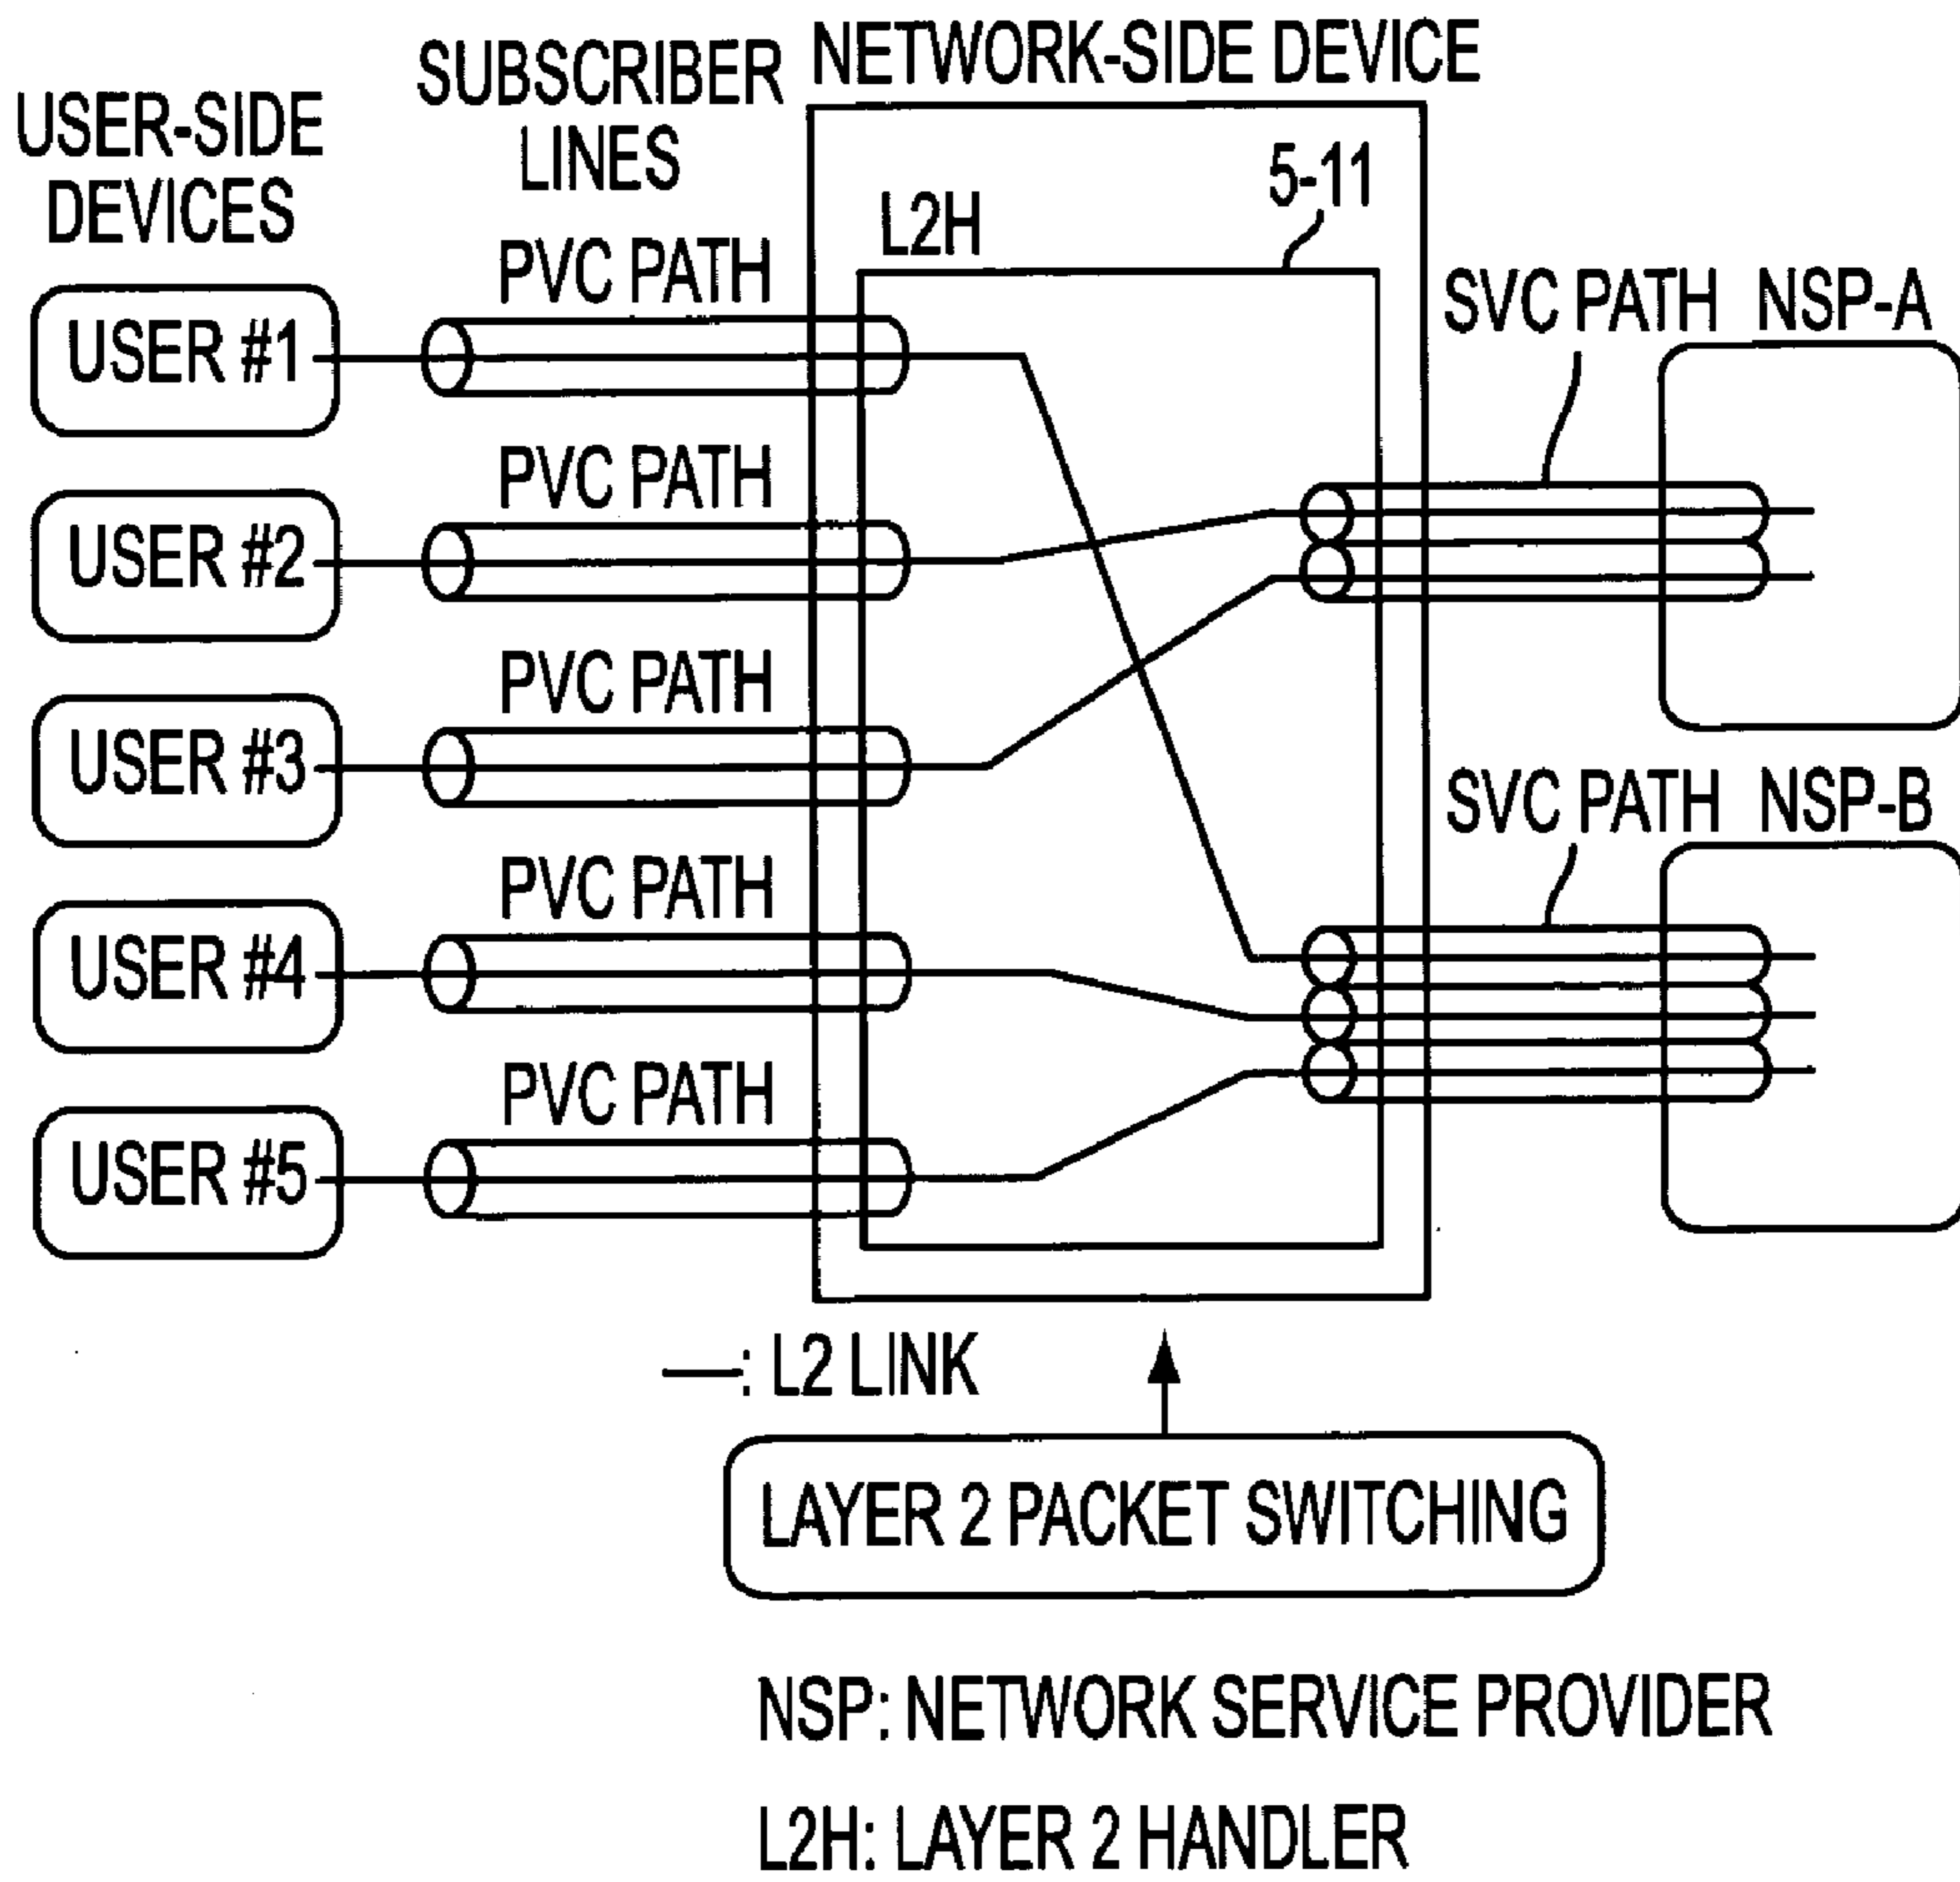 USER-SIDE
DEVICES
SUBSCRIBER
LINES
NETWORK-SIDE DEVICE
L2H
5-11
PVC PATH
USER #1
SVC PATH
NSP-A
PVC PATH
USER #2
PVC PATH
USER #3
SVC PATH
NSP-B
PVC PATH
USER #4
PVC PATH
USER #5
—: L2 LINK
LAYER 2 PACKET SWITCHING
NSP: NETWORK SERVICE PROVIDER
L2H: LAYER 2 HANDLER